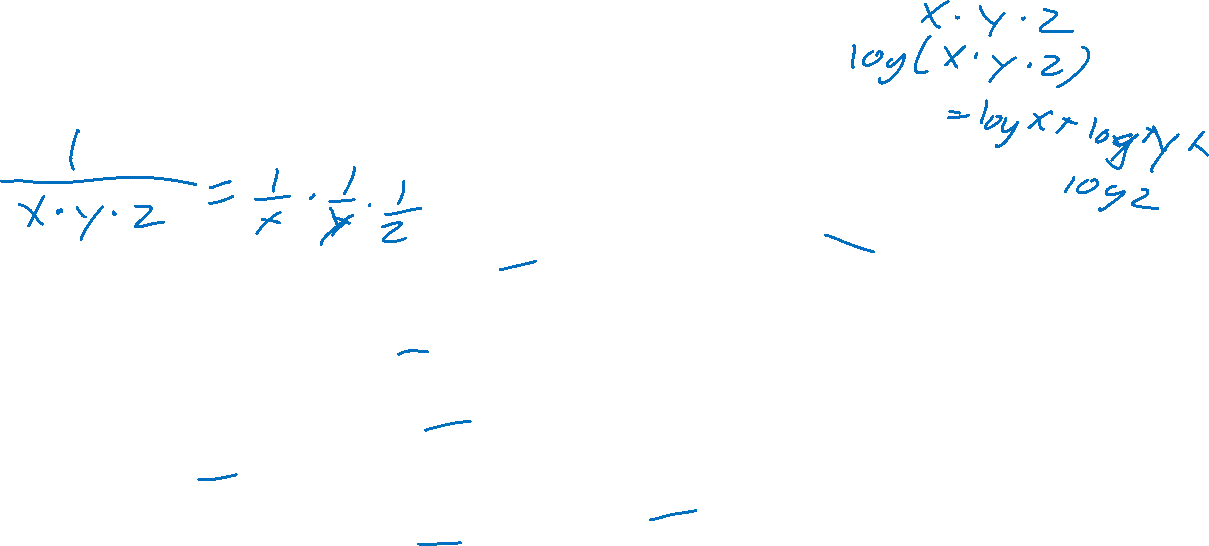 x · y · z
log(x · y · z)
= log x + log y +
log z
1/(x · y · z) = 1/x · 1/y · 1/z